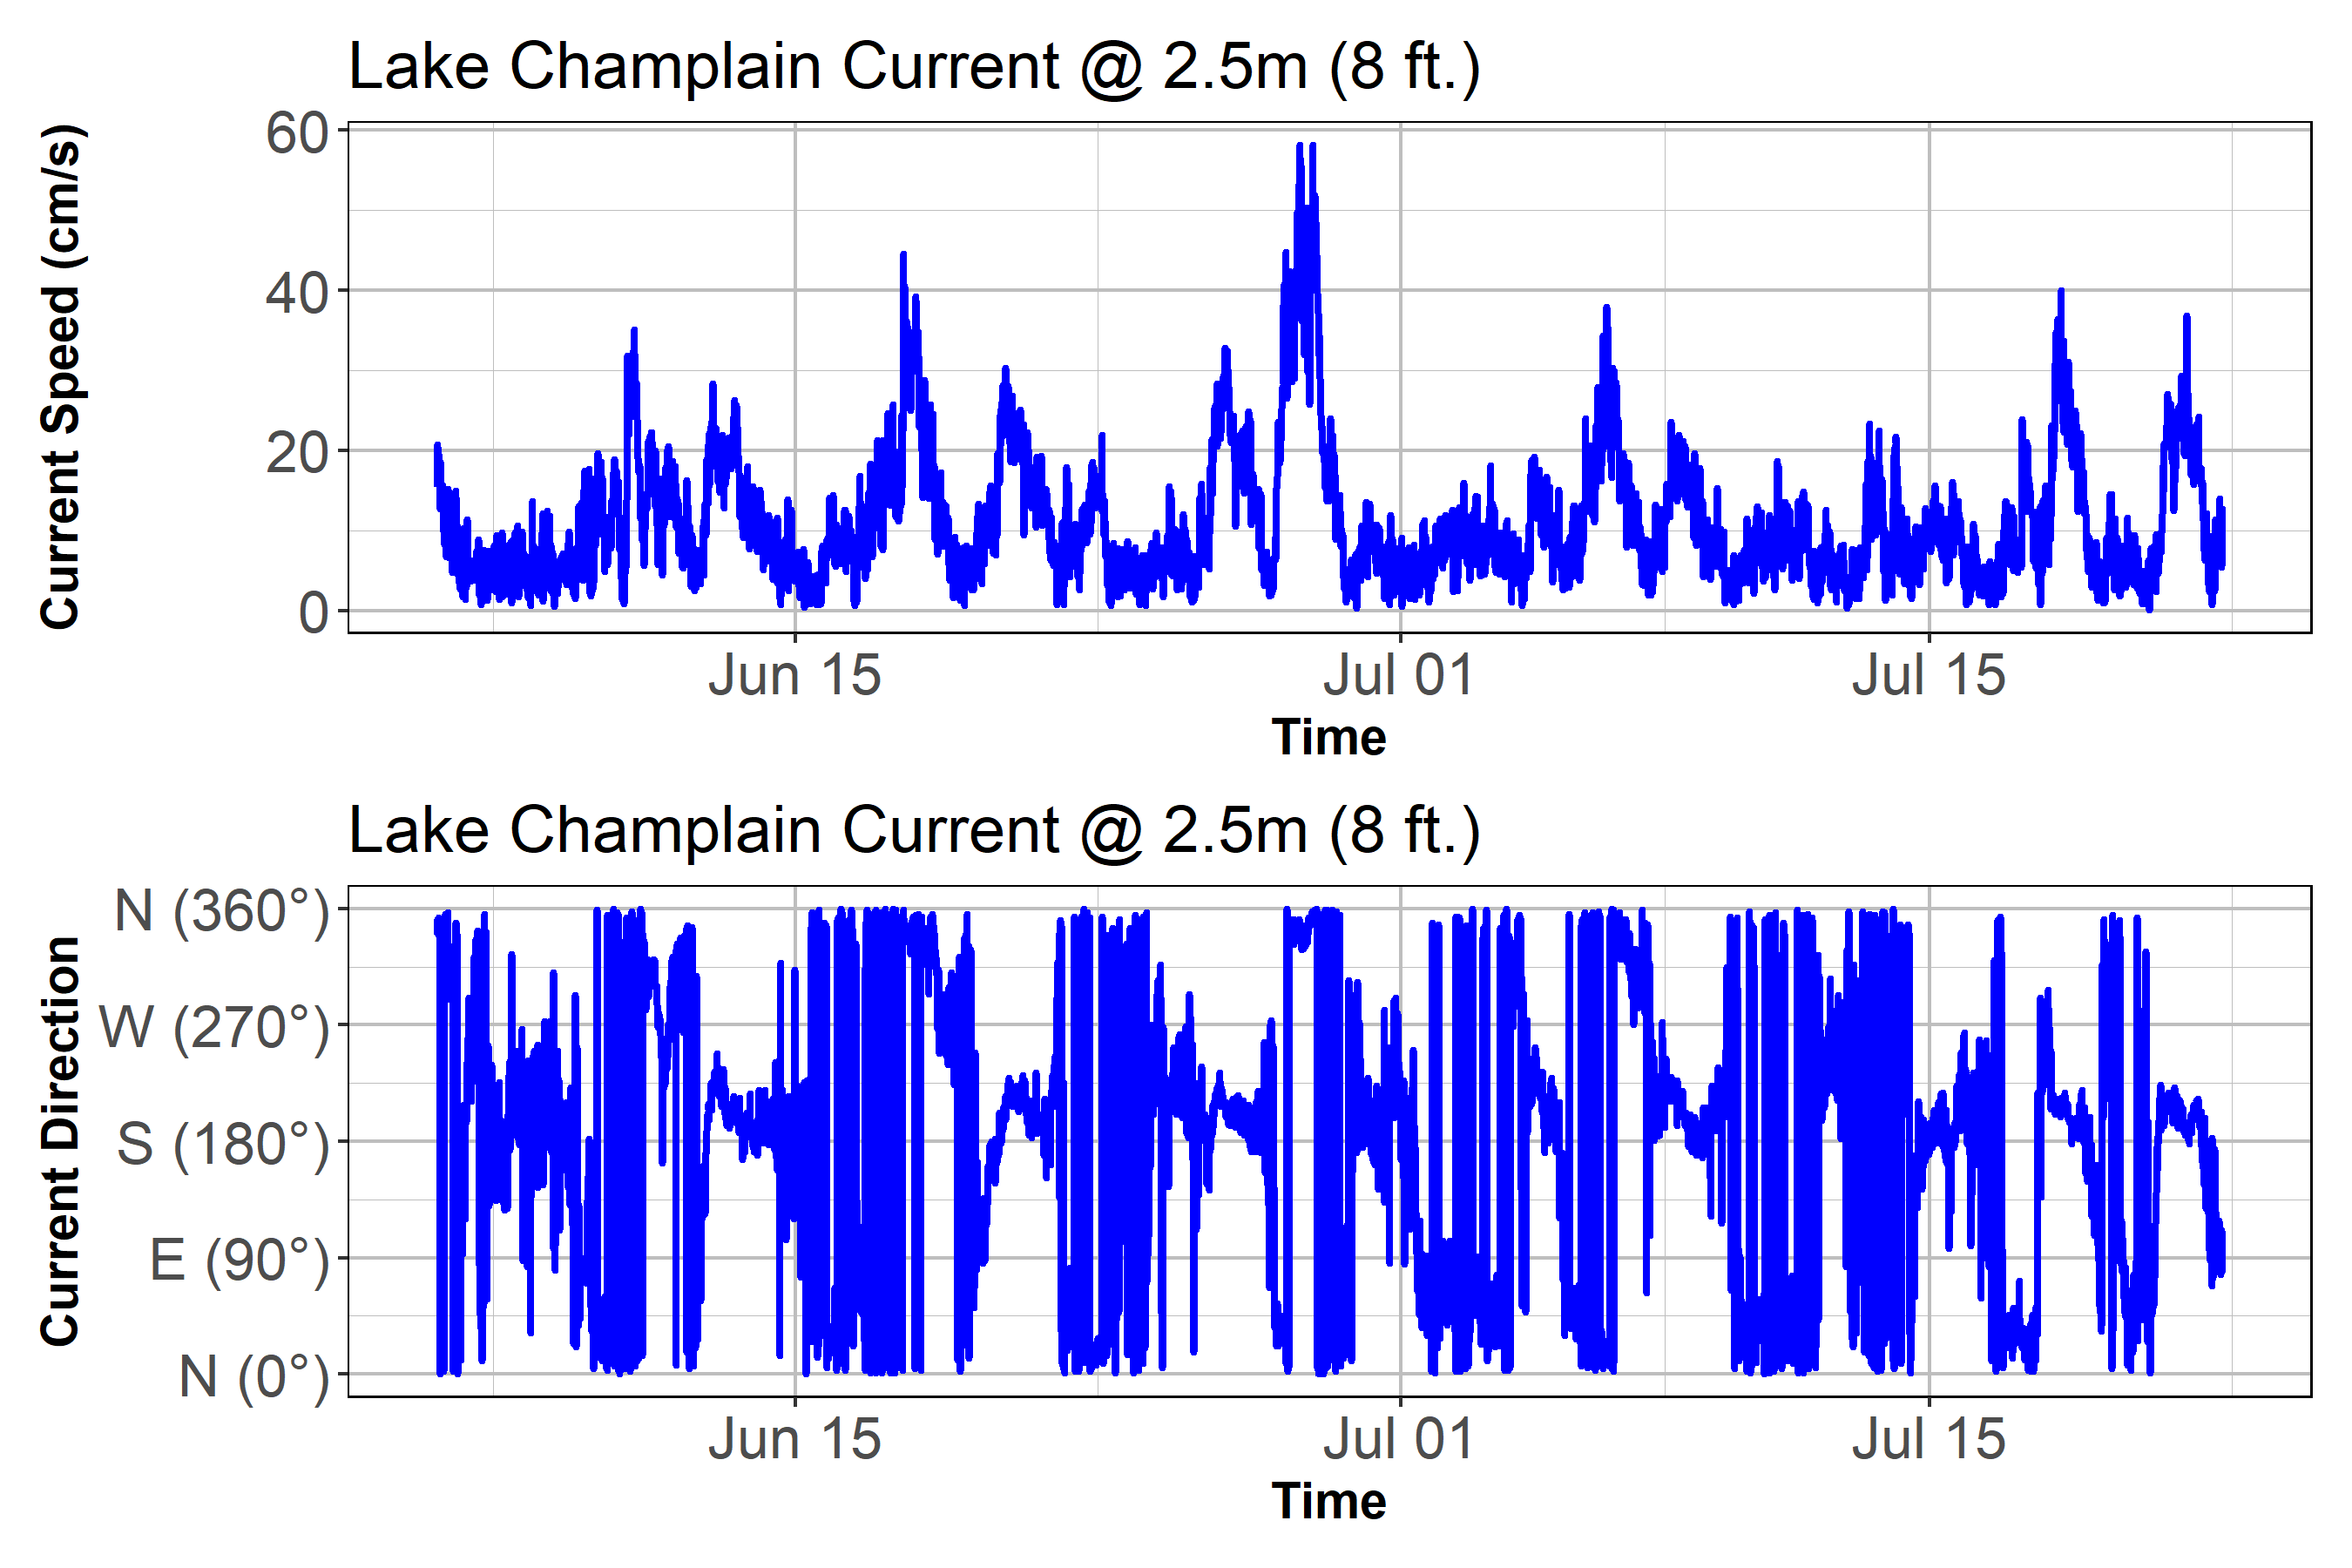 Lake Champlain Current @ 2.5m (8 ft.)
Current Speed (cm/s)
60
40
20
0
Jun 15
Jul 01
Jul 15
Time
Lake Champlain Current @ 2.5m (8 ft.)
Current Direction
N (360°)
W (270°)
S (180°)
E (90°)
N (0°)
Jun 15
Jul 01
Jul 15
Time